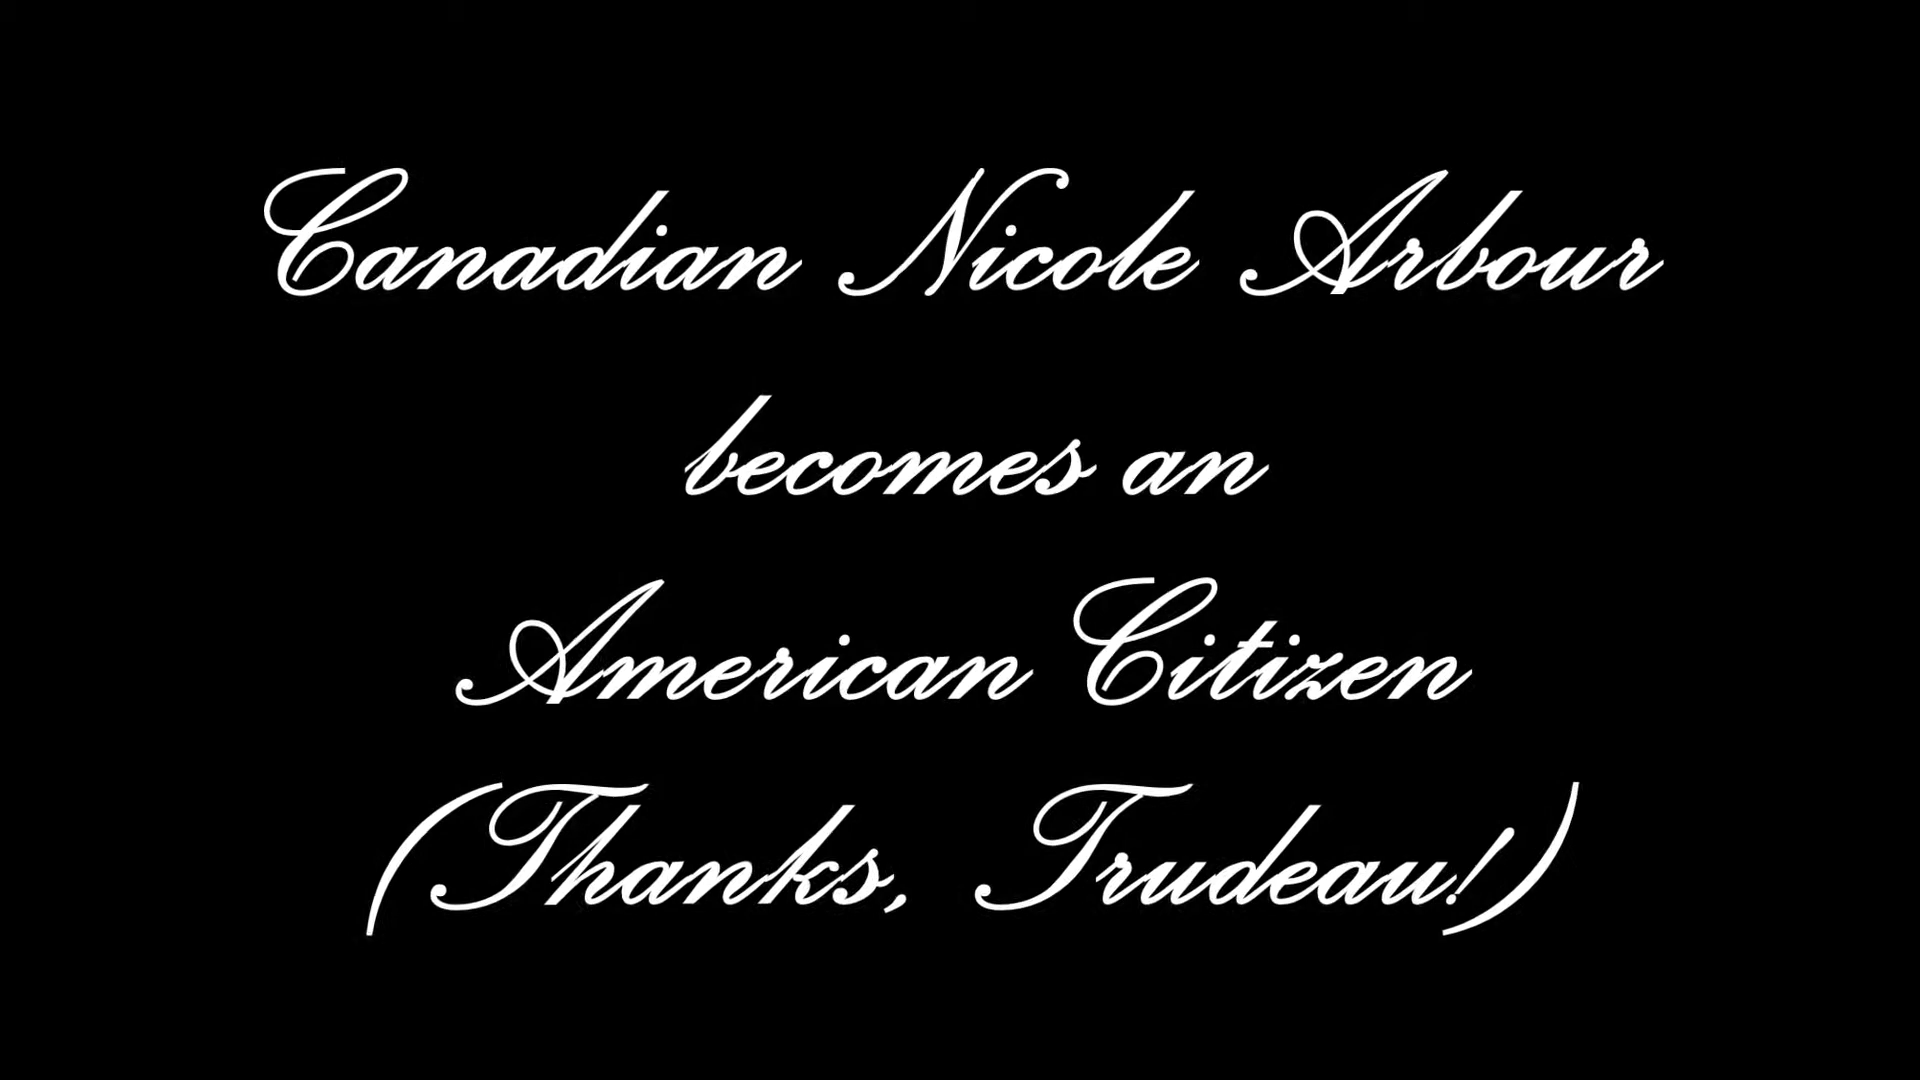 Canadian Nicole Arbour
becomes an
American Citizen
(Thanks, Trudeau!)